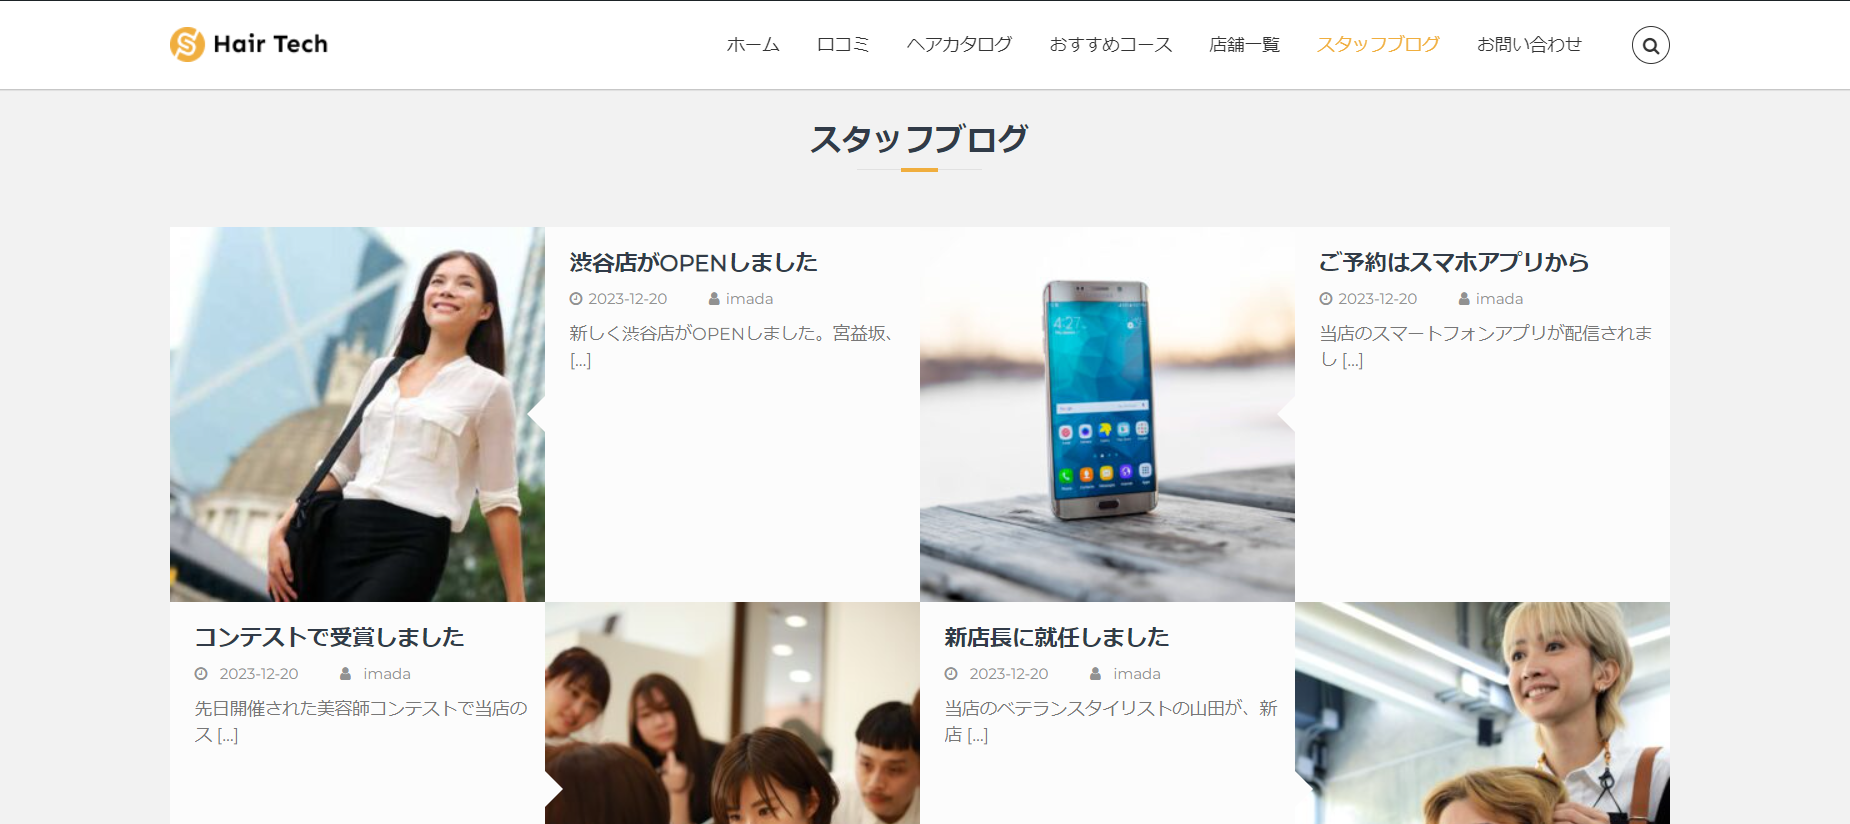 Hair Tech
ホーム
口コミ
ヘアカタログ
おすすめコース
店舗一覧
スタッフブログ
お問い合わせ
スタッフブログ
渋谷店がOPENしました
2023-12-20 imada
新しく渋谷店がOPENしました。宮益坂、
[…]
4:27
ご予約はスマホアプリから
2023-12-20 imada
当店のスマートフォンアプリが配信されま
し […]
コンテストで受賞しました
2023-12-20 imada
先日開催された美容師コンテストで当店の
ス […]
新店長に就任しました
2023-12-20 imada
当店のベテランスタイリストの山田が、新
店 […]